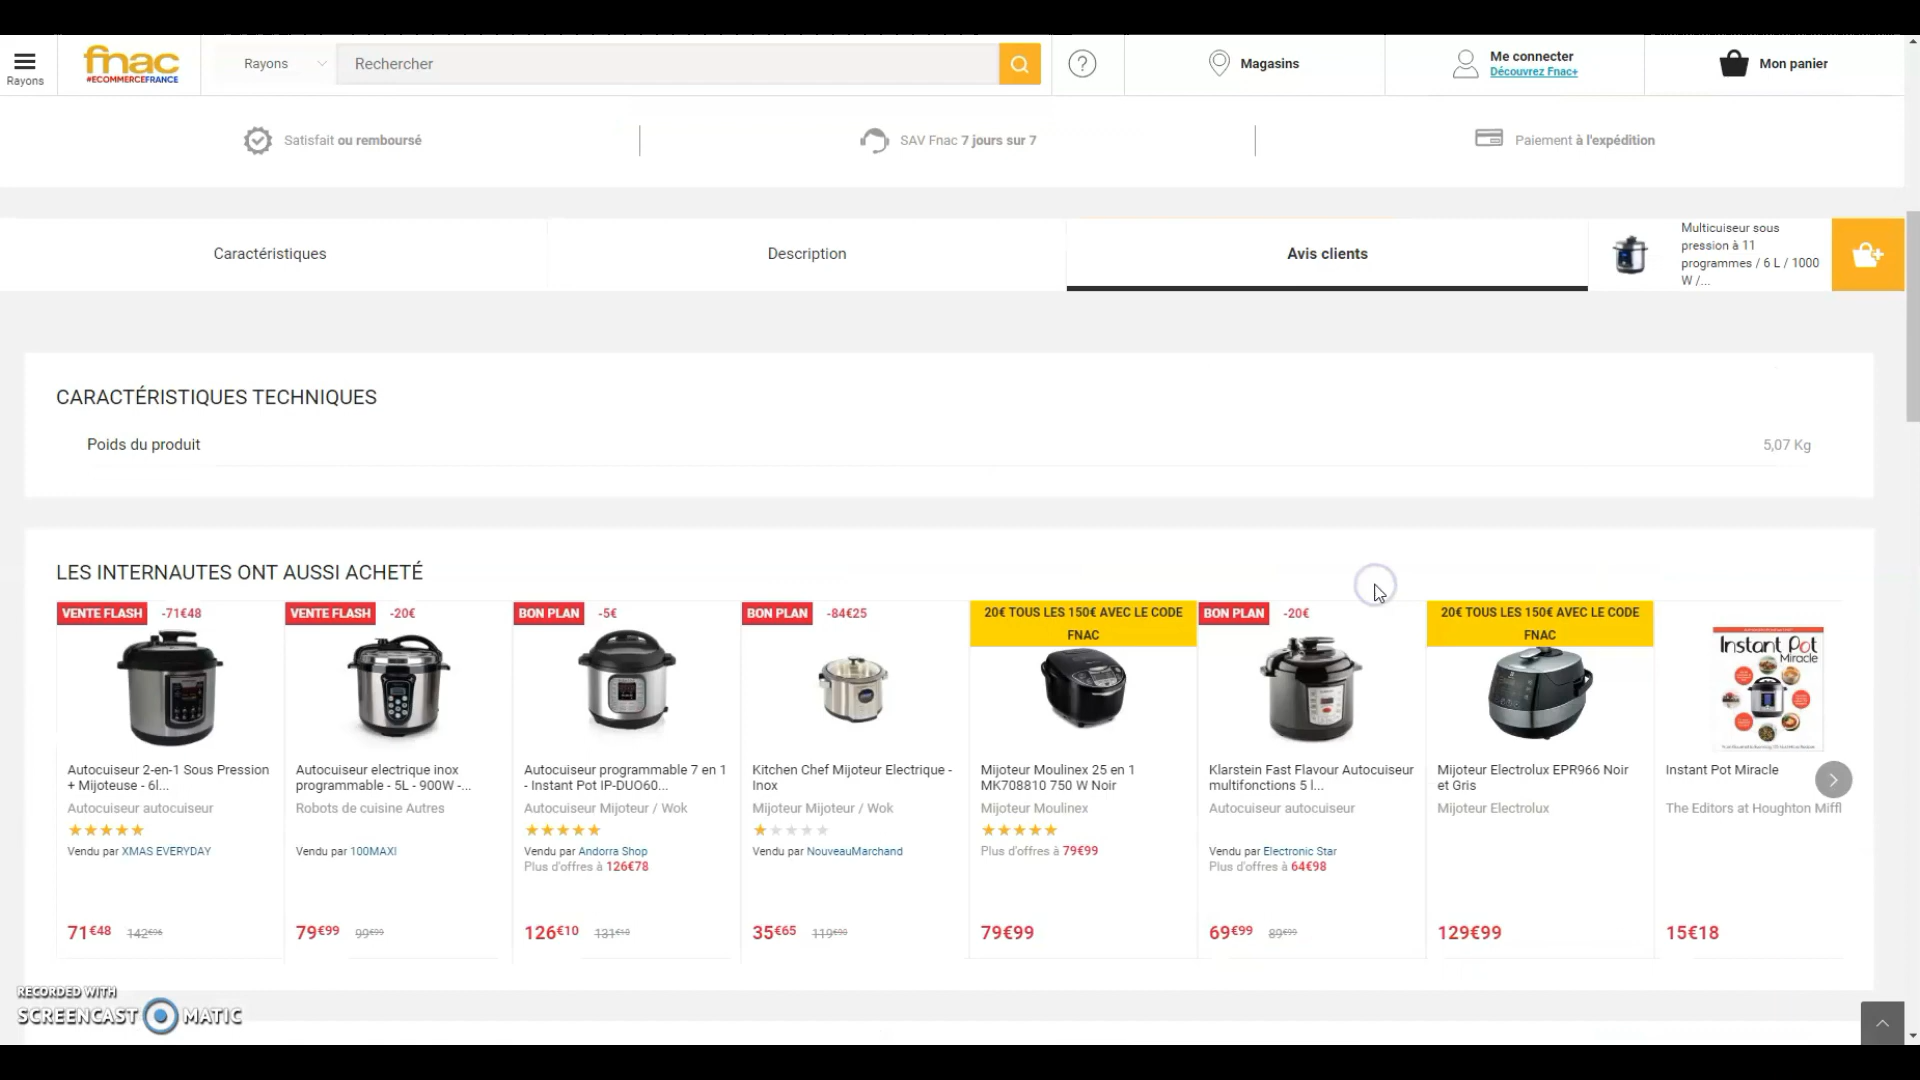 Rayons
fnac
#ECOMMERCEFRANCE
Rayons
Rechercher
?
Magasins
Me connecter
Découvrez Fnac+
Mon panier
Satisfait ou remboursé
SAV Fnac 7 jours sur 7
Paiement à l'expédition
Caractéristiques
Description
Avis clients
Multicuiseur sous
pression à 11
programmes / 6 L / 1000
W /...
CARACTÉRISTIQUES TECHNIQUES
Poids du produit
5,07 Kg
LES INTERNAUTES ONT AUSSI ACHETÉ
VENTE FLASH -71€48
Autocuiseur 2-en-1 Sous Pression
+ Mijoteuse - 6l...
Autocuiseur autocuiseur
Vendu par XMAS EVERYDAY
71€48 142€96
VENTE FLASH -20€
Autocuiseur electrique inox
programmable - 5L - 900W -...
Robots de cuisine Autres
Vendu par 100MAXI
79€99 99€99
BON PLAN -5€
Autocuiseur programmable 7 en 1
- Instant Pot IP-DUO60...
Autocuiseur Mijoteur / Wok
Vendu par Andorra Shop
Plus d'offres à 126€78
126€10 131€10
BON PLAN -84€25
Kitchen Chef Mijoteur Electrique -
Inox
Mijoteur Mijoteur / Wok
Vendu par NouveauMarchand
35€65 119€90
20€ TOUS LES 150€ AVEC LE CODE
FNAC
Mijoteur Moulinex 25 en 1
MK708810 750 W Noir
Mijoteur Moulinex
Plus d'offres à 79€99
79€99
BON PLAN -20€
Klarstein Fast Flavour Autocuiseur
multifonctions 5 l...
Autocuiseur autocuiseur
Vendu par Electronic Star
Plus d'offres à 64€98
69€99 89€99
20€ TOUS LES 150€ AVEC LE CODE
FNAC
Mijoteur Electrolux EPR966 Noir
et Gris
Mijoteur Electrolux
129€99
Instant Pot
Miracle
Instant Pot Miracle
The Editors at Houghton Miffl
15€18
RECORDED WITH
SCREENCAST MATIC